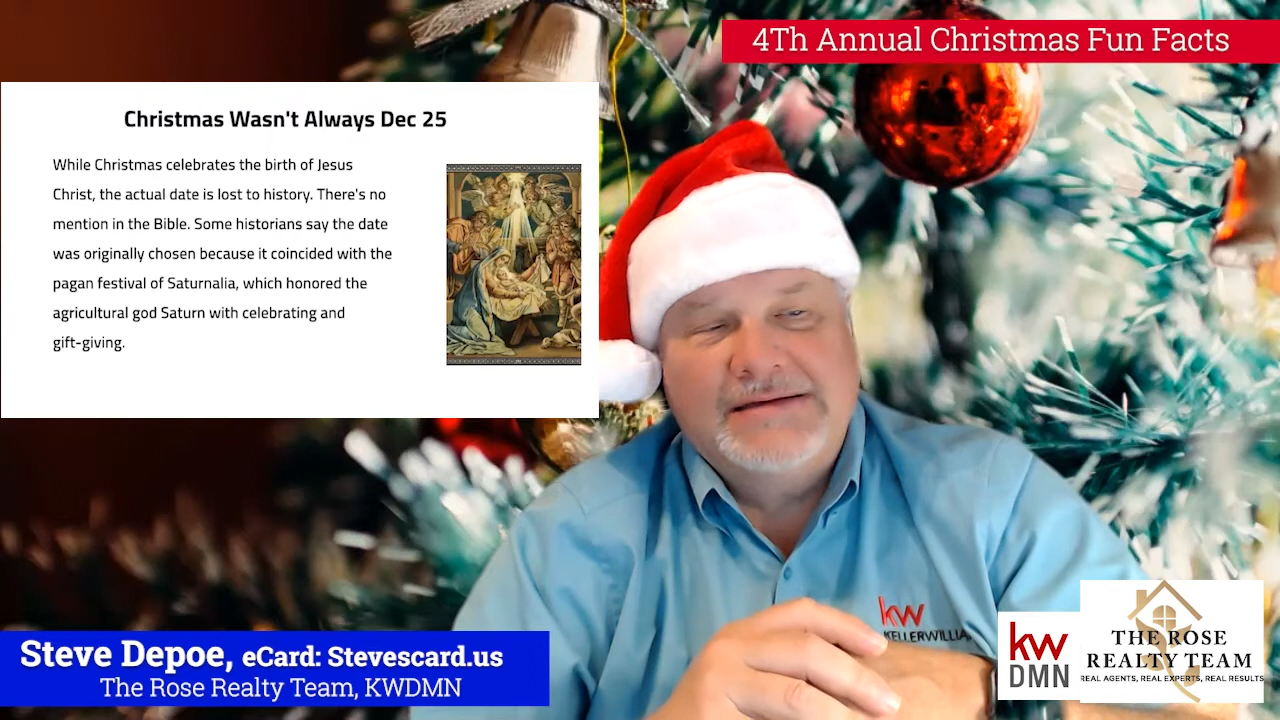 4Th Annual Christmas Fun Facts
Christmas Wasn't Always Dec 25
While Christmas celebrates the birth of Jesus
Christ, the actual date is lost to history. There's no
mention in the Bible. Some historians say the date
was originally chosen because it coincided with the
pagan festival of Saturnalia, which honored the
agricultural god Saturn with celebrating and
gift-giving.
kw
KELLERWILLIA
Steve Depoe, eCard: Stevescard.us
The Rose Realty Team, KWDMN
kw
DMN
THE ROSE
REALTY TEAM
REAL AGENTS, REAL EXPERTS, REAL RESULTS